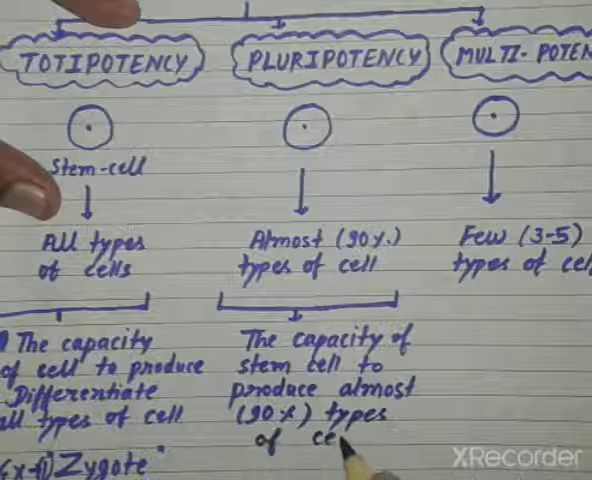 TOTIPOTENCY PLURIPOTENCY MULTI-POTEN
Stem-cell
All types Almost (90%) Few (3-5)
of cells types of cell types of cel
The capacity The capacity of
of cell to produce stem cell to
Differentiate produce almost
all types of cell (90%) types
of ce
Zygote
XRecorder